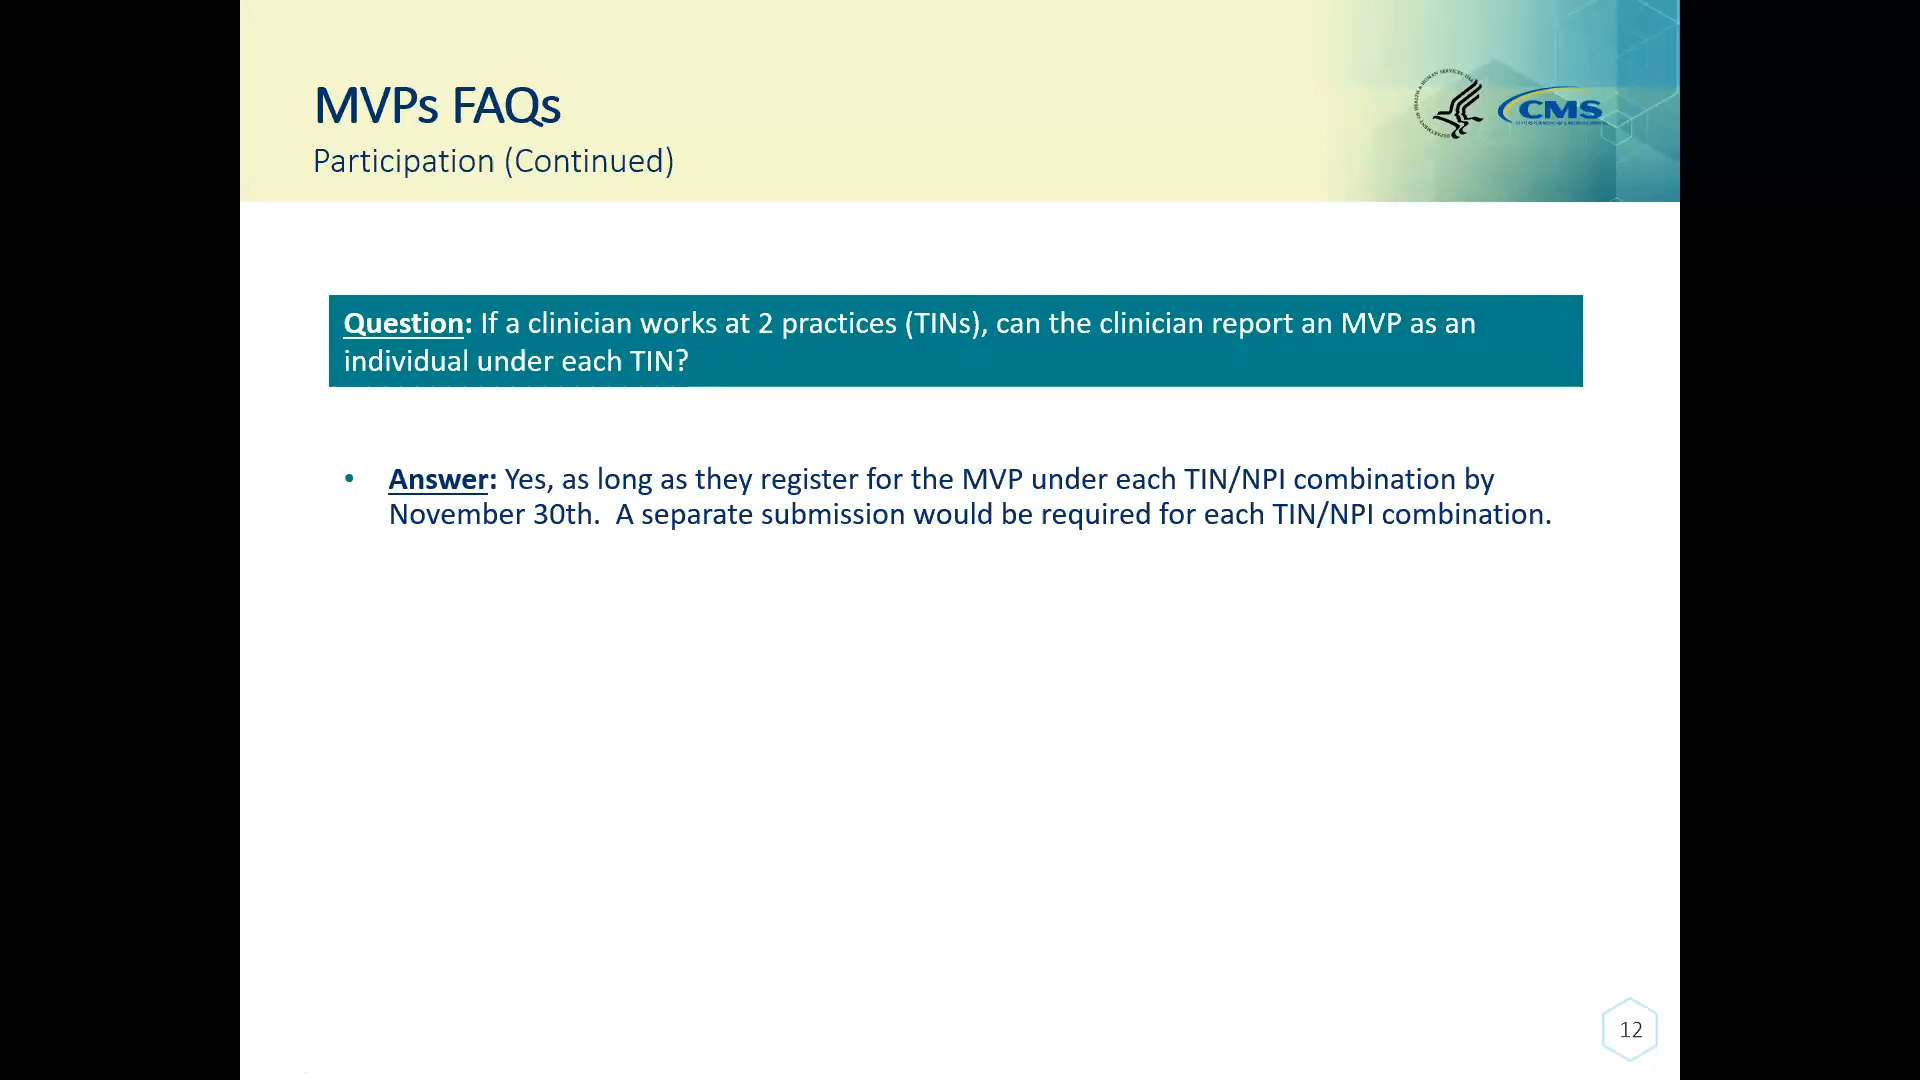 MVPs FAQs
Participation (Continued)
CMS
Question: If a clinician works at 2 practices (TINs), can the clinician report an MVP as an
individual under each TIN?
• Answer: Yes, as long as they register for the MVP under each TIN/NPI combination by
November 30th.  A separate submission would be required for each TIN/NPI combination.
12